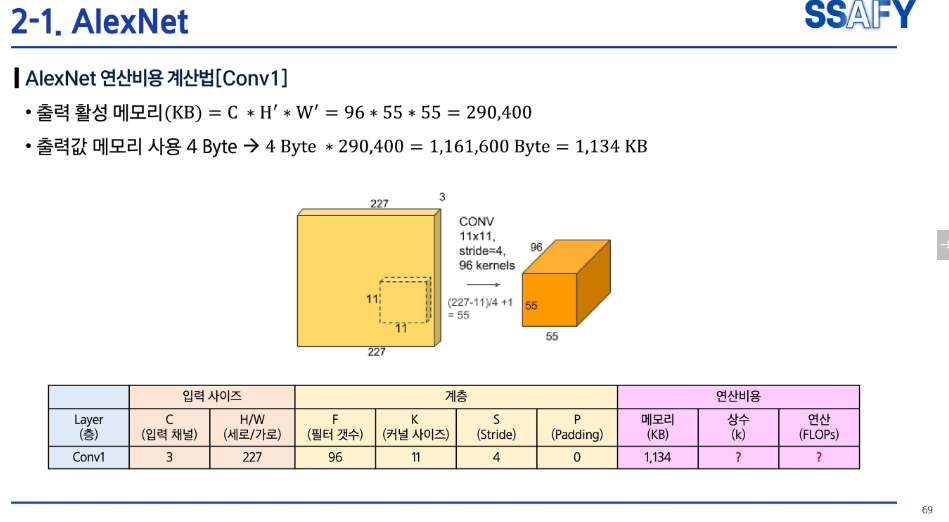 2-1. AlexNet
SSAFY
AlexNet 연산비용 계산법[Conv1]
• 출력 활성 메모리(KB) = C * H′ * W′ = 96 * 55 * 55 = 290,400
• 출력값 메모리 사용 4 Byte → 4 Byte * 290,400 = 1,161,600 Byte = 1,134 KB
227
3
CONV
11x11,
stride=4,
96 kernels
(227-11)/4 +1
= 55
11
11
227
96
55
55
입력 사이즈 계층 연산비용
Layer
(층)
C
(입력 채널)
H/W
(세로/가로)
F
(필터 갯수)
K
(커널 사이즈)
S
(Stride)
P
(Padding)
메모리
(KB)
상수
(k)
연산
(FLOPs)
Conv1 3 227 96 11 4 0 1,134 ? ?
69